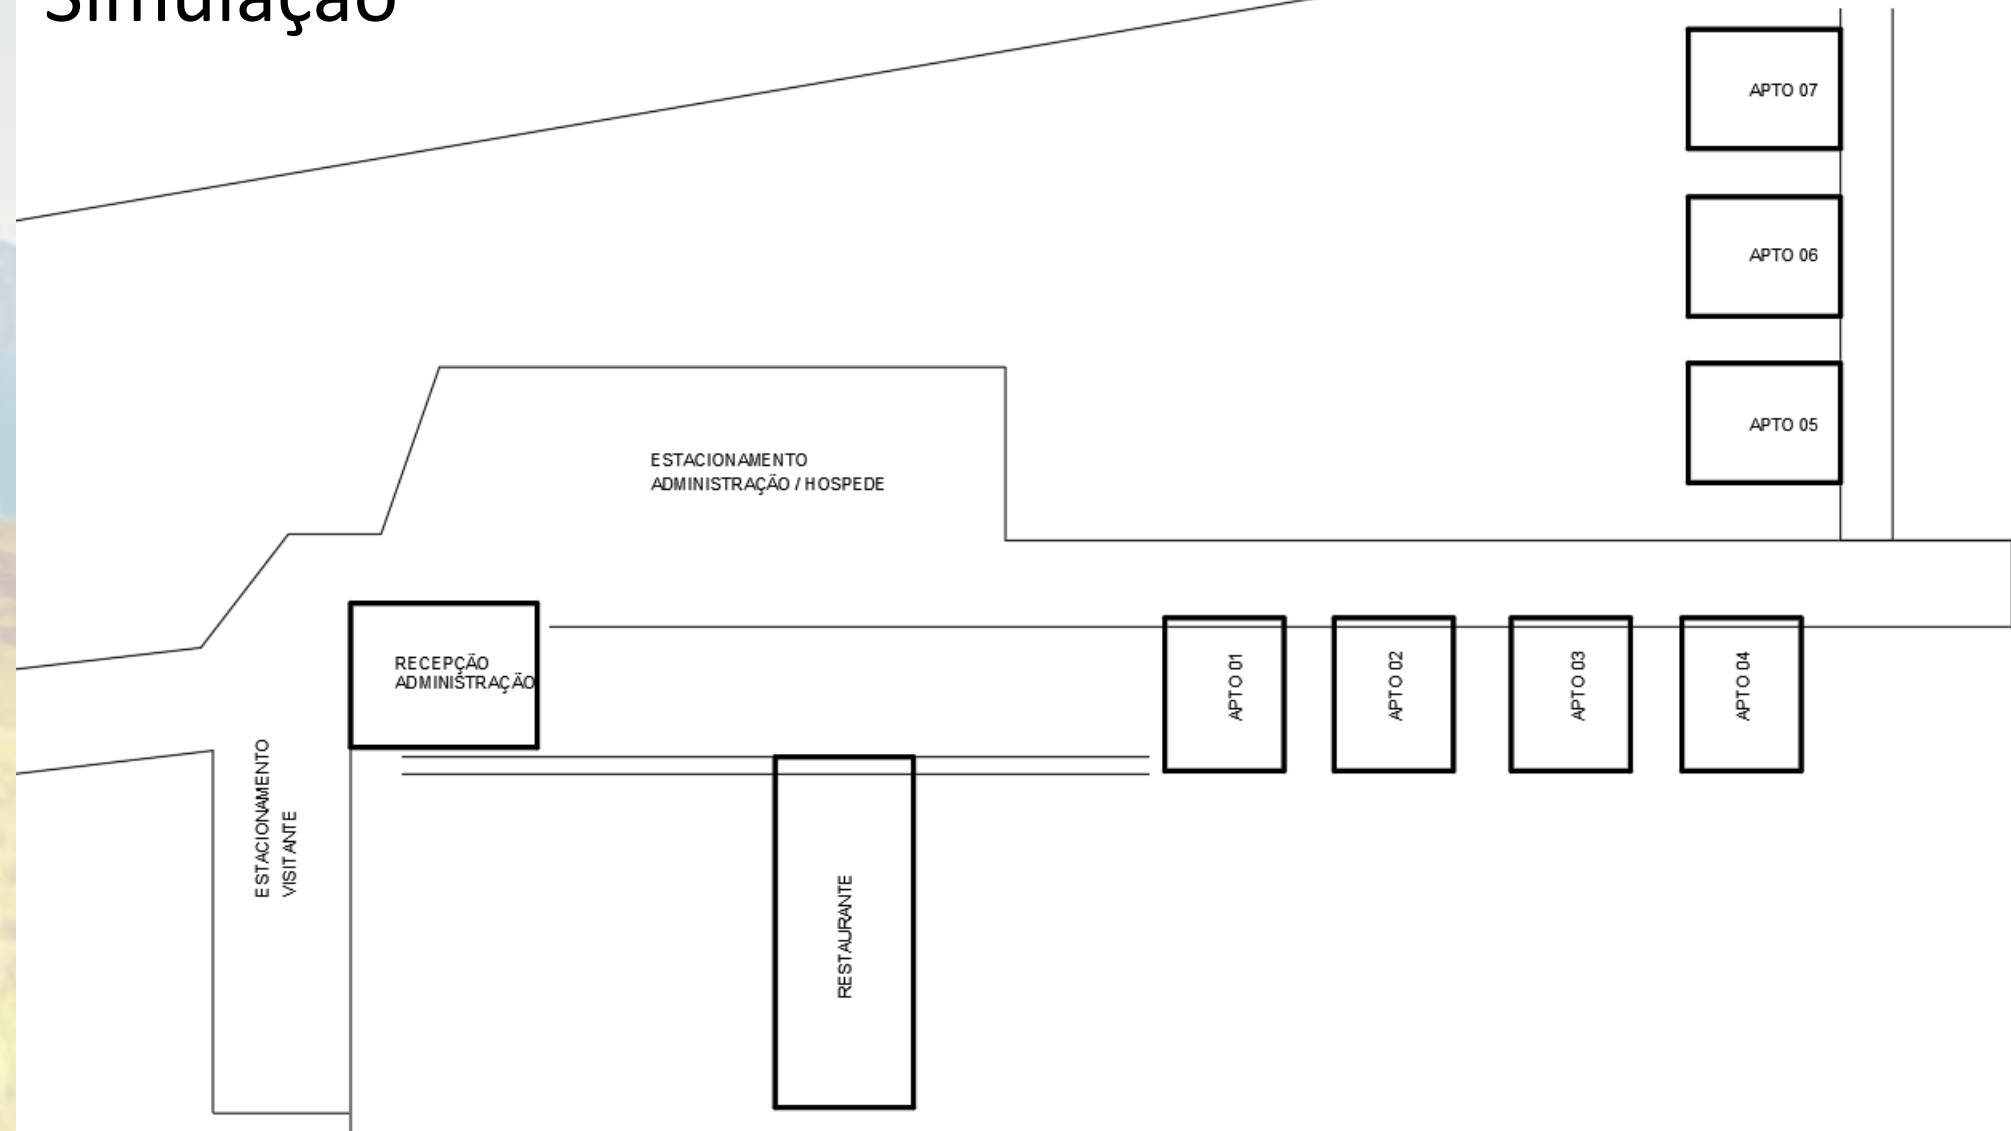 Simulação
APTO 07
APTO 06
APTO 05
ESTACIONAMENTO
ADMINISTRAÇÃO / HOSPEDE
RECEPÇÃO
ADMINISTRAÇÃO
APTO 01
APTO 02
APTO 03
APTO 04
ESTACIONAMENTO
VISITANTE
RESTAURANTE